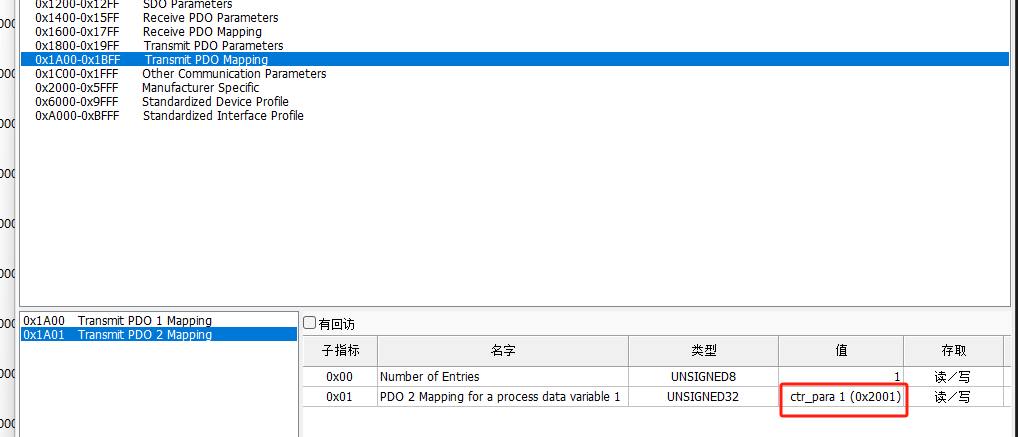 0x1200-0x12FF SDO Parameters
0x1400-0x15FF Receive PDO Parameters
0x1600-0x17FF Receive PDO Mapping
0x1800-0x19FF Transmit PDO Parameters
0x1A00-0x1BFF Transmit PDO Mapping
0x1C00-0x1FFF Other Communication Parameters
0x2000-0x5FFF Manufacturer Specific
0x6000-0x9FFF Standardized Device Profile
0xA000-0xBFFF Standardized Interface Profile
0x1A00 Transmit PDO 1 Mapping
0x1A01 Transmit PDO 2 Mapping
有回访
子指标 名字 类型 值 存取
0x00 Number of Entries UNSIGNED8 1 读／写
0x01 PDO 2 Mapping for a process data variable 1 UNSIGNED32 ctr_para 1 (0x2001) 读／写